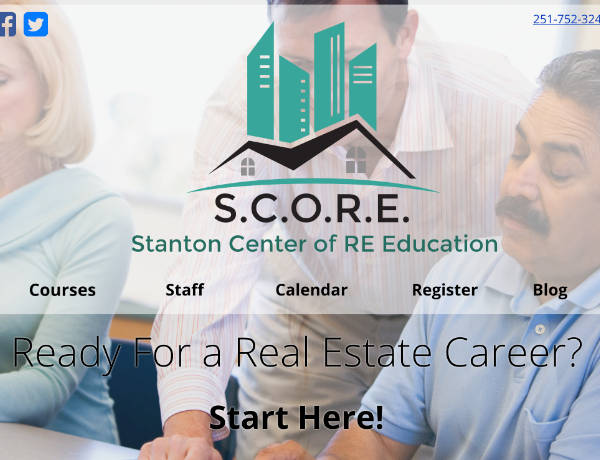 251-752-324
S.C.O.R.E.
Stanton Center of RE Education
Courses Staff Calendar Register Blog
Ready For a Real Estate Career?
Start Here!